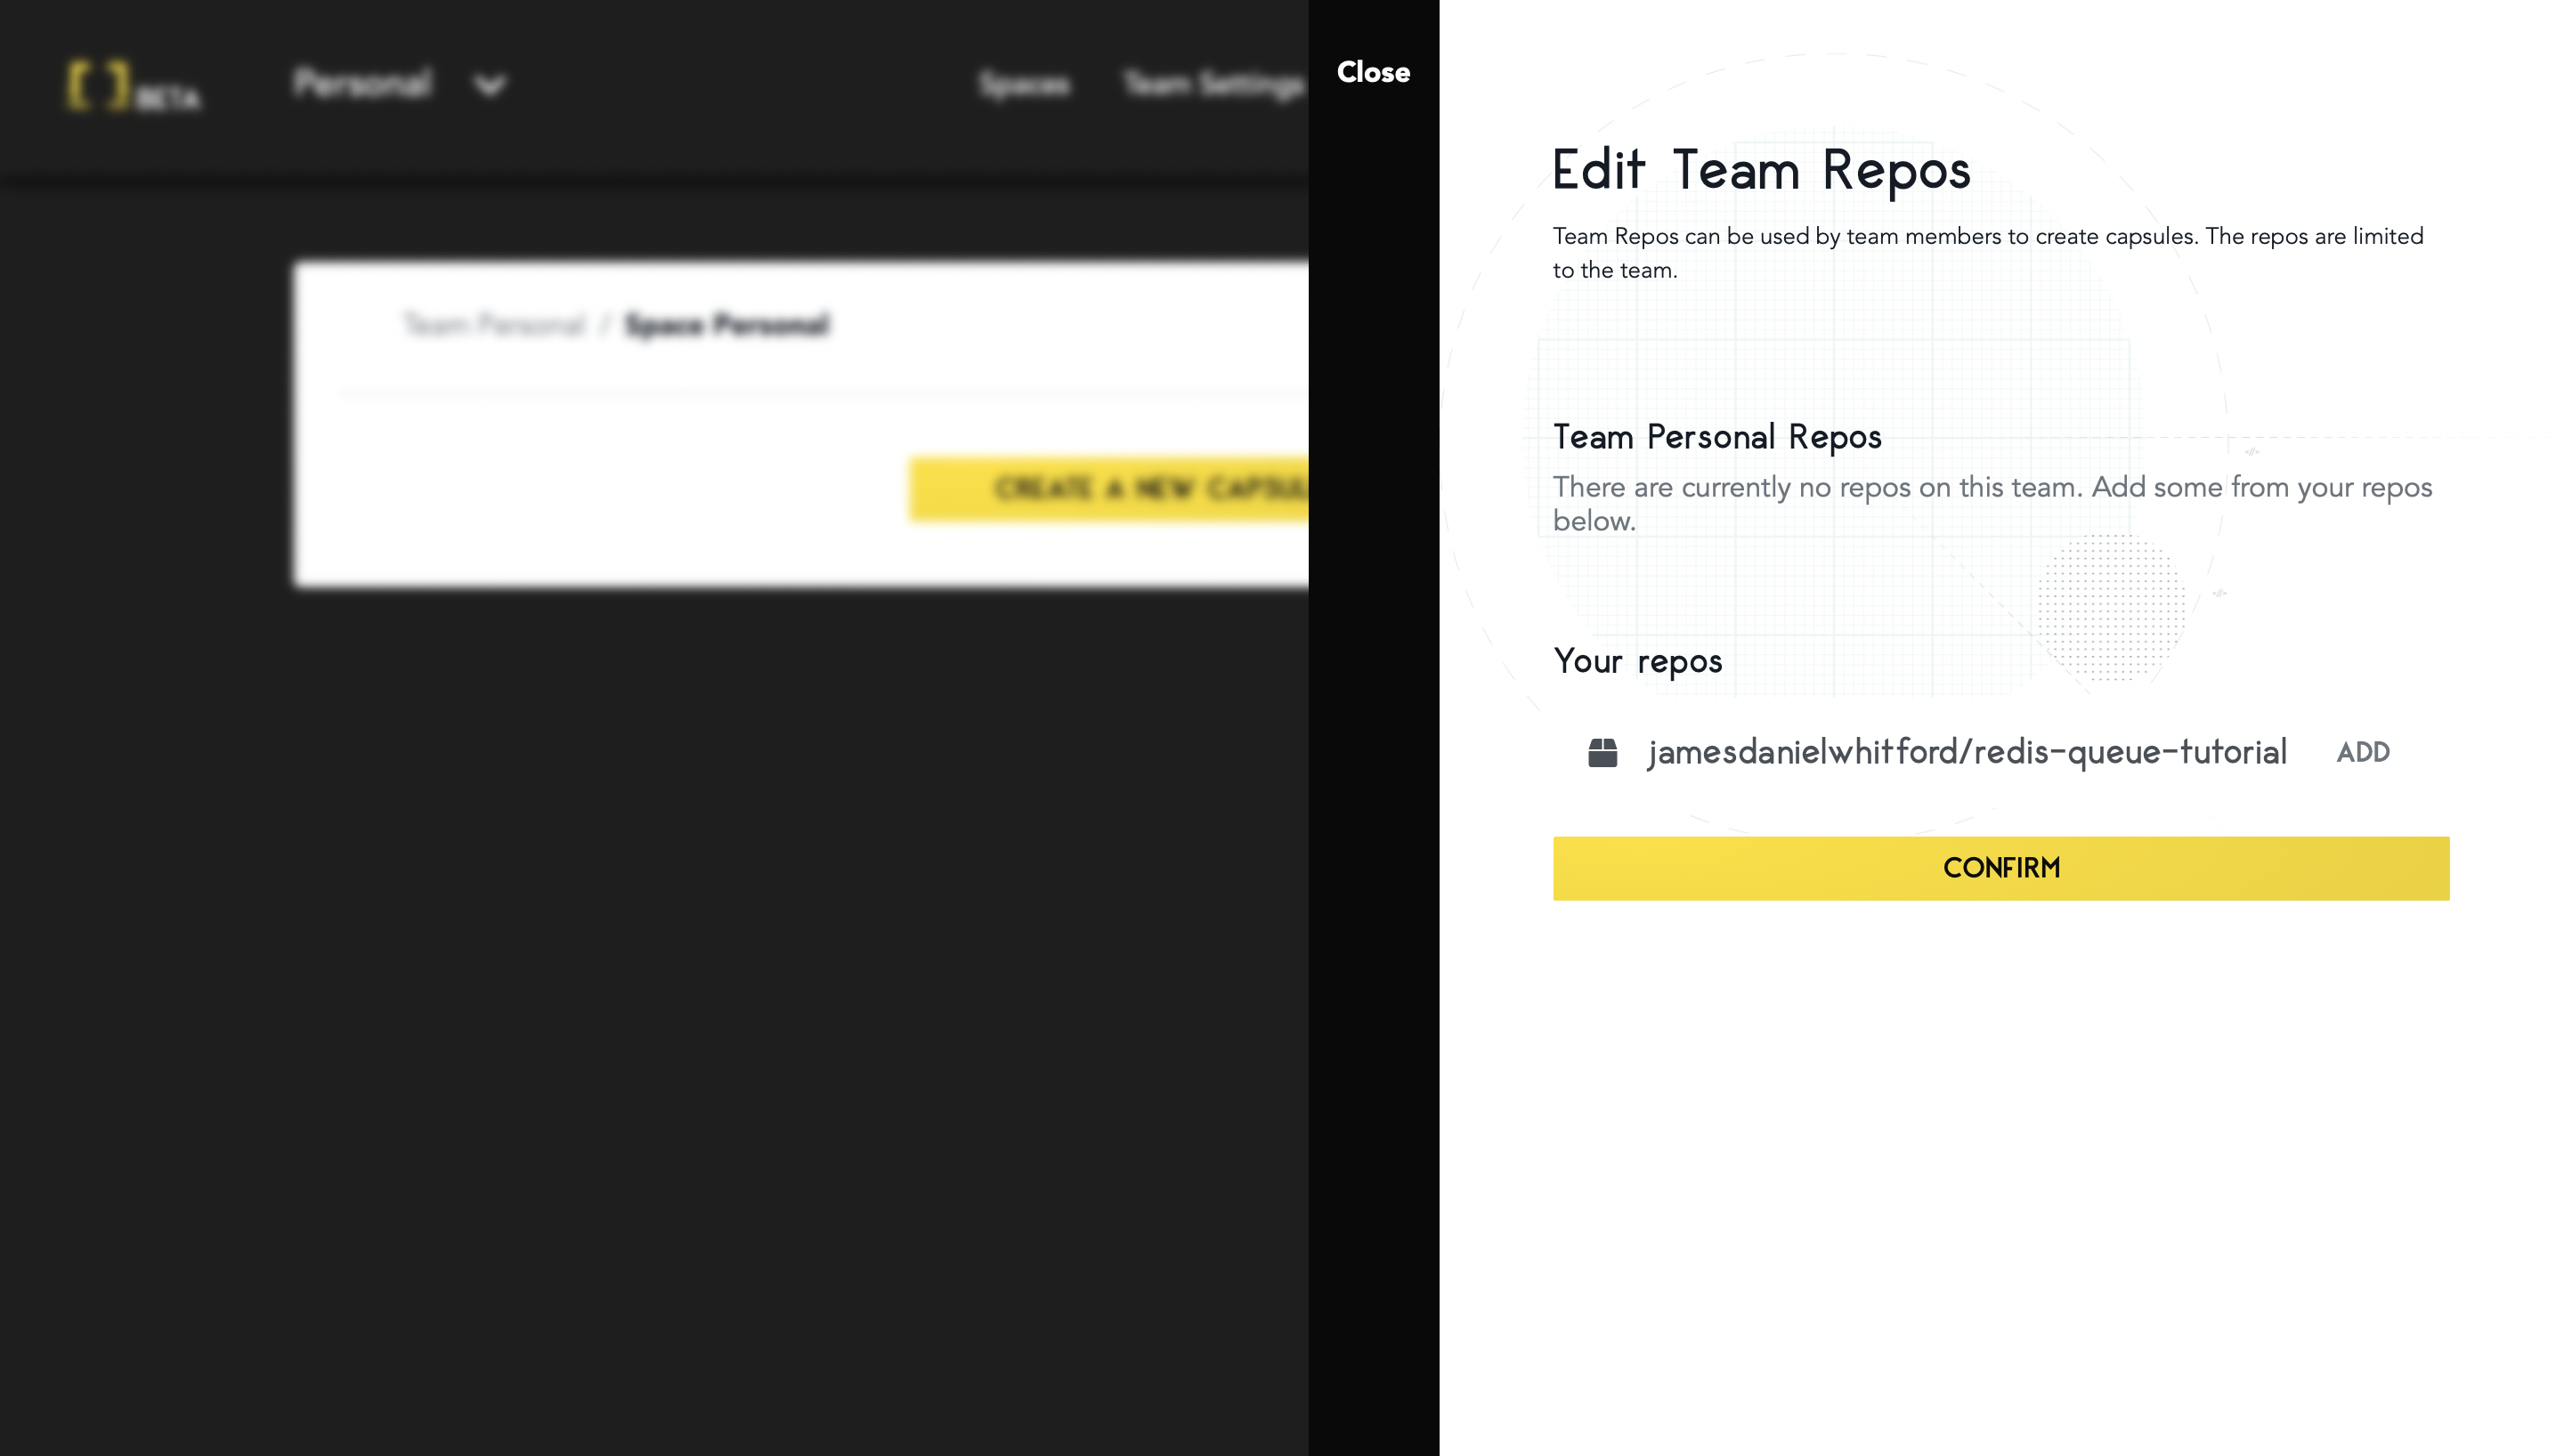 [ ] BETA
Personal
Spaces
Team Settings
Close
Team Personal / Space Personal
CREATE A NEW CAPSUL
Edit Team Repos
Team Repos can be used by team members to create capsules. The repos are limited
to the team.
Team Personal Repos
There are currently no repos on this team. Add some from your repos
below.
Your repos
jamesdanielwhitford/redis-queue-tutorial ADD
CONFIRM